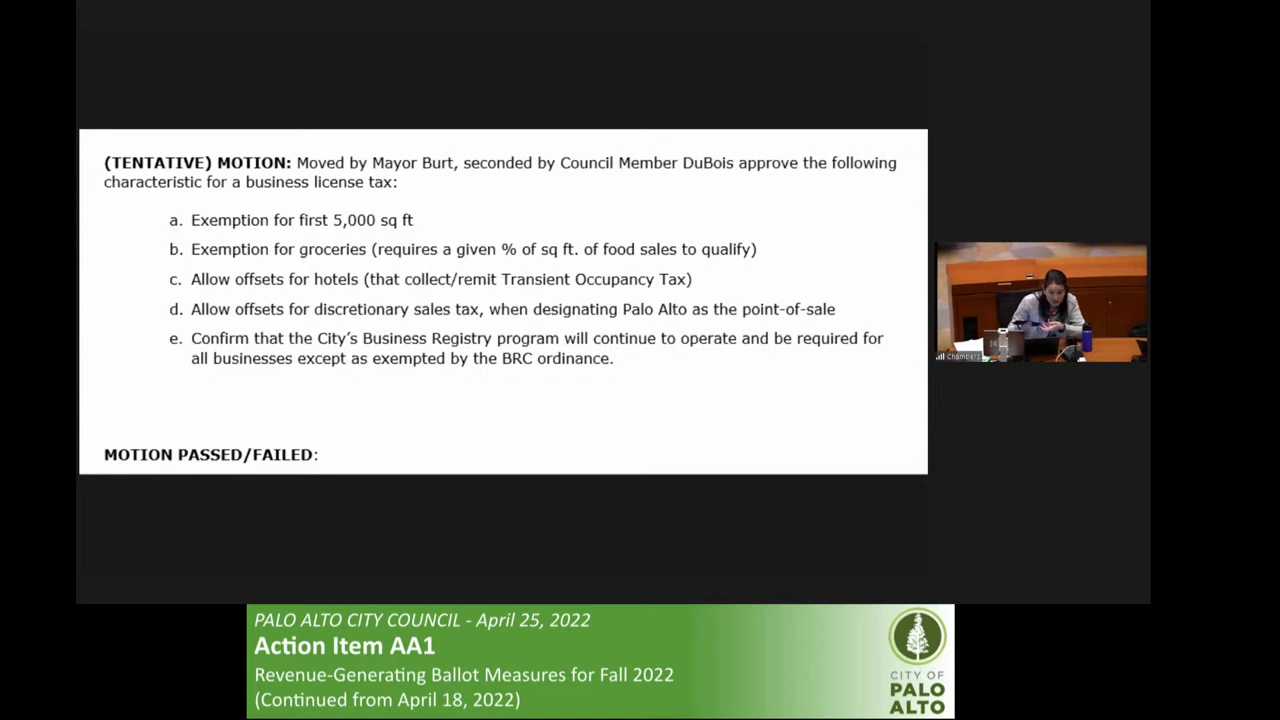 (TENTATIVE) MOTION: Moved by Mayor Burt, seconded by Council Member DuBois approve the following
characteristic for a business license tax:
a. Exemption for first 5,000 sq ft
b. Exemption for groceries (requires a given % of sq ft. of food sales to qualify)
c. Allow offsets for hotels (that collect/remit Transient Occupancy Tax)
d. Allow offsets for discretionary sales tax, when designating Palo Alto as the point-of-sale
e. Confirm that the City's Business Registry program will continue to operate and be required for
all businesses except as exempted by the BRC ordinance.
MOTION PASSED/FAILED:
Chambers
PALO ALTO CITY COUNCIL - April 25, 2022
Action Item AA1
Revenue-Generating Ballot Measures for Fall 2022
(Continued from April 18, 2022)
CITY OF
PALO
ALTO